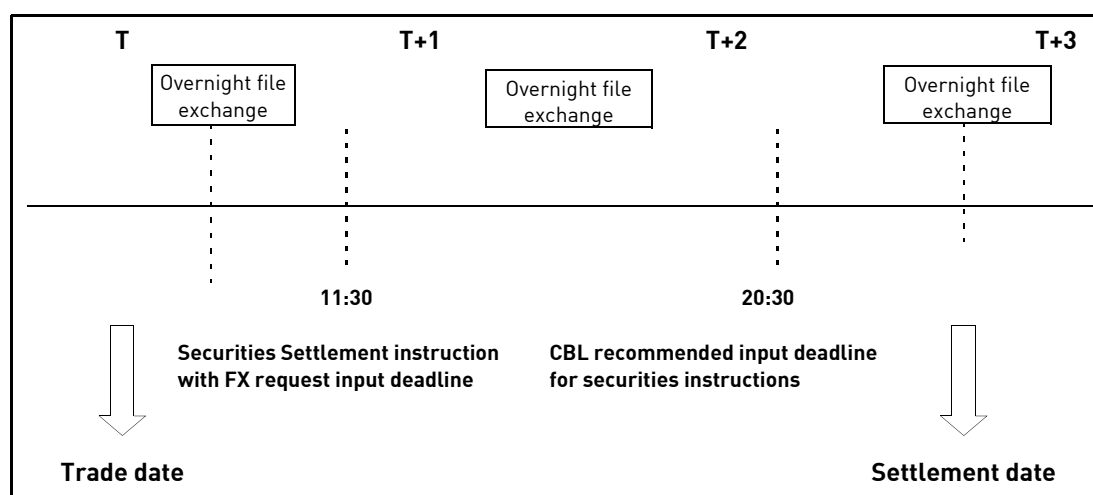 T
T+1
T+2
T+3
Overnight file
exchange
Overnight file
exchange
Overnight file
exchange
11:30
20:30
Securities Settlement instruction
with FX request input deadline
CBL recommended input deadline
for securities instructions
Trade date
Settlement date